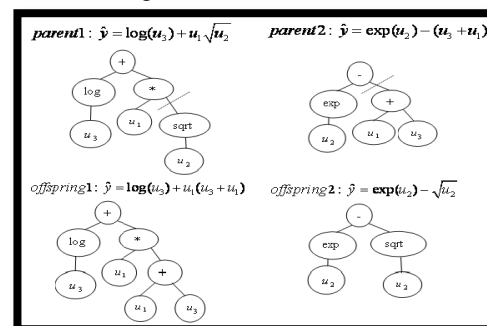 parent1: ŷ = log(u₃) + u₁√u₂
parent2: ŷ = exp(u₂) − (u₃ + u₁)
+
log
*
u₃
u₁
sqrt
u₂
-
exp
+
u₂
u₁
u₃
offspring1: ŷ = log(u₃) + u₁(u₃ + u₁)
offspring2: ŷ = exp(u₂) − √u₂
+
log
*
u₃
u₁
+
u₁
u₃
-
exp
sqrt
u₂
u₂